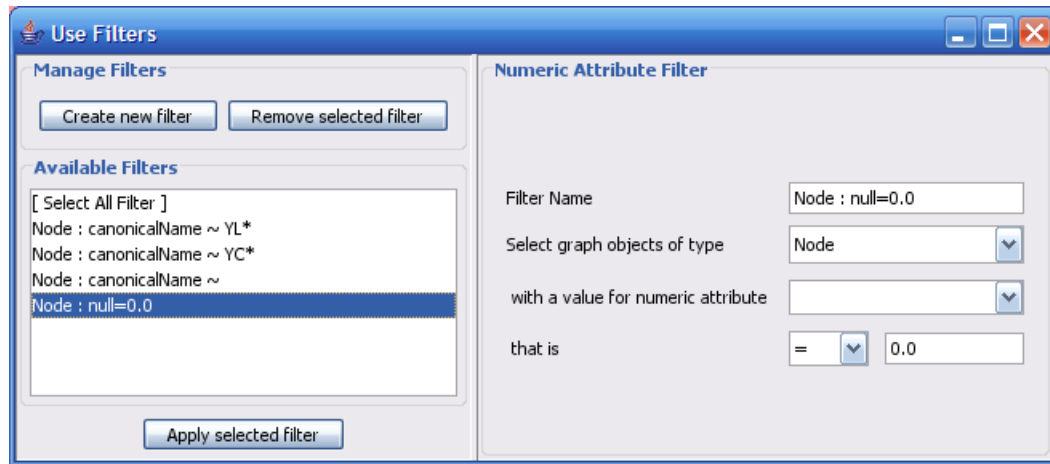 Use Filters
Manage Filters
Create new filter Remove selected filter
Available Filters
[ Select All Filter ]
Node : canonicalName ~ YL*
Node : canonicalName ~ YC*
Node : canonicalName ~
Node : null=0.0
Apply selected filter
Numeric Attribute Filter
Filter Name Node : null=0.0
Select graph objects of type Node
with a value for numeric attribute
that is = 0.0